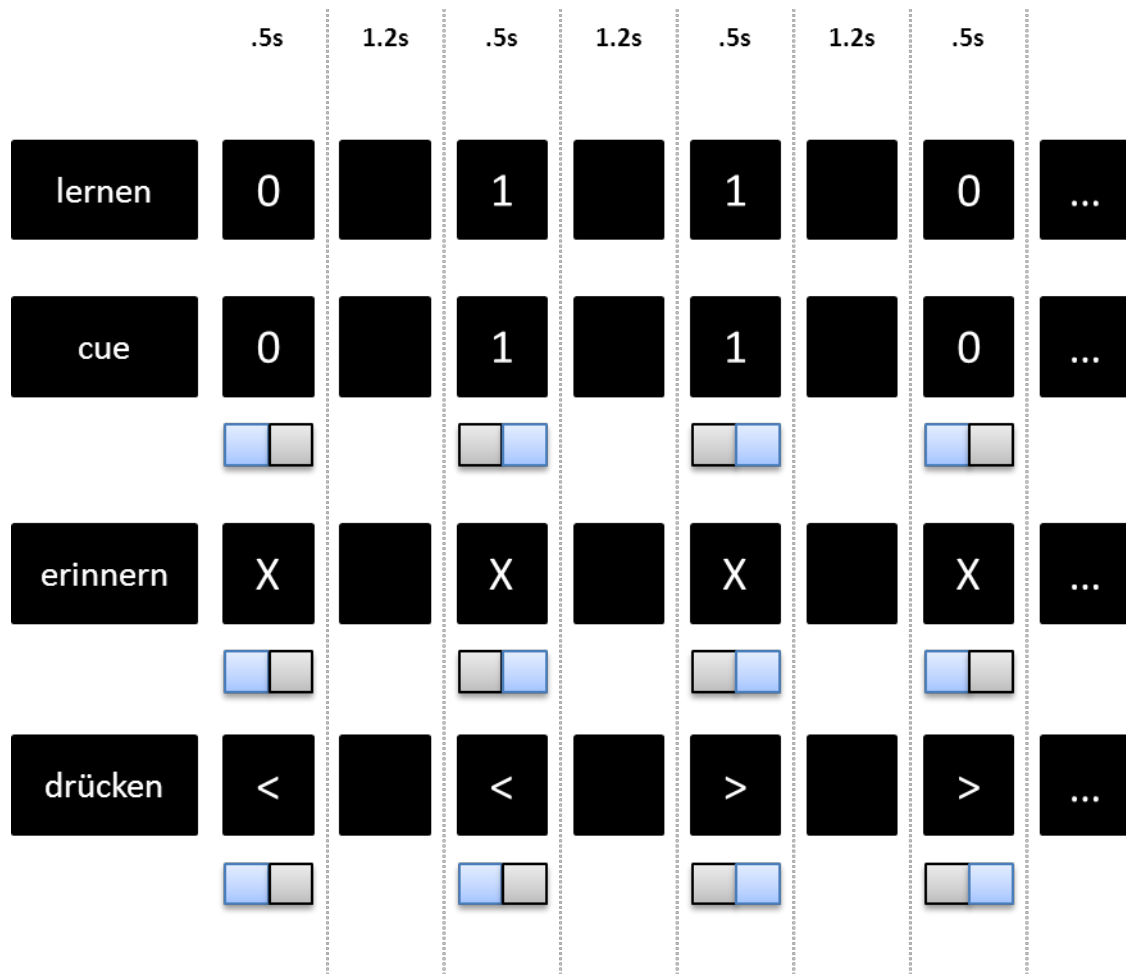 .5s 1.2s .5s 1.2s .5s 1.2s .5s
lernen 0 1 1 0 ...
cue 0 1 1 0 ...
erinnern X X X X ...
drücken < < > > ...